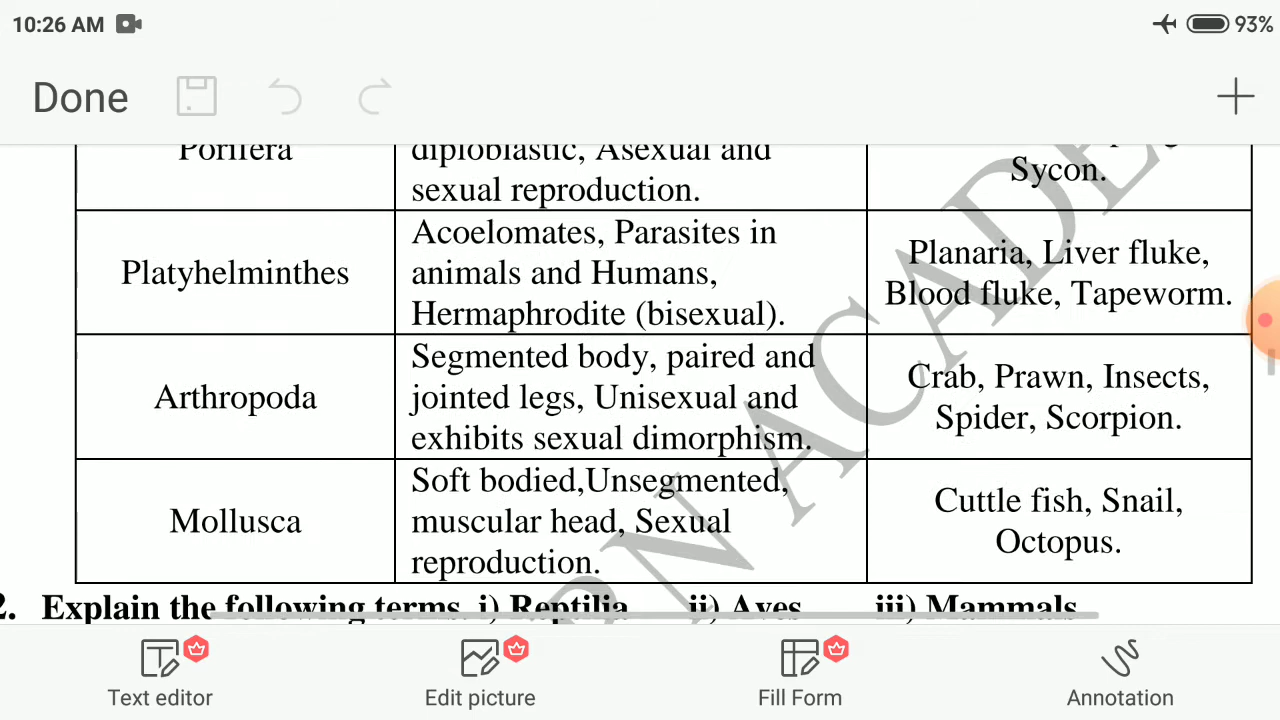 10:26 AM
93%
Done
Porifera
diploblastic, Asexual and
sexual reproduction.
Sycon.
Platyhelminthes
Acoelomates, Parasites in
animals and Humans,
Hermaphrodite (bisexual).
Planaria, Liver fluke,
Blood fluke, Tapeworm.
Arthropoda
Segmented body, paired and
jointed legs, Unisexual and
exhibits sexual dimorphism.
Crab, Prawn, Insects,
Spider, Scorpion.
Mollusca
Soft bodied,Unsegmented,
muscular head, Sexual
reproduction.
Cuttle fish, Snail,
Octopus.
2. Explain the following terms. i) Reptilia ii) Aves iii) Mammals
Text editor
Edit picture
Fill Form
Annotation